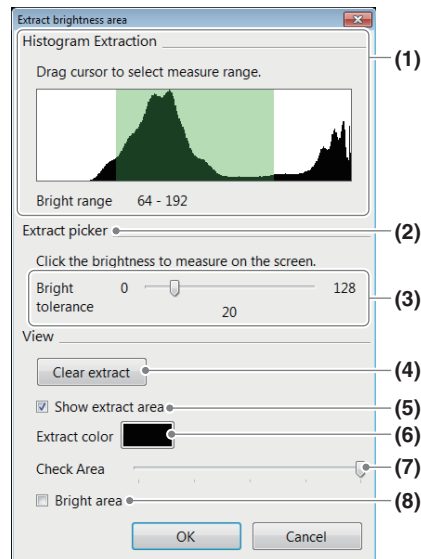 Extract brightness area
Histogram Extraction
(1)
Drag cursor to select measure range.
Bright range 64 - 192
Extract picker
(2)
Click the brightness to measure on the screen.
Bright tolerance 0 128
20
(3)
View
Clear extract
(4)
Show extract area
(5)
Extract color
(6)
Check Area
(7)
Bright area
(8)
OK Cancel